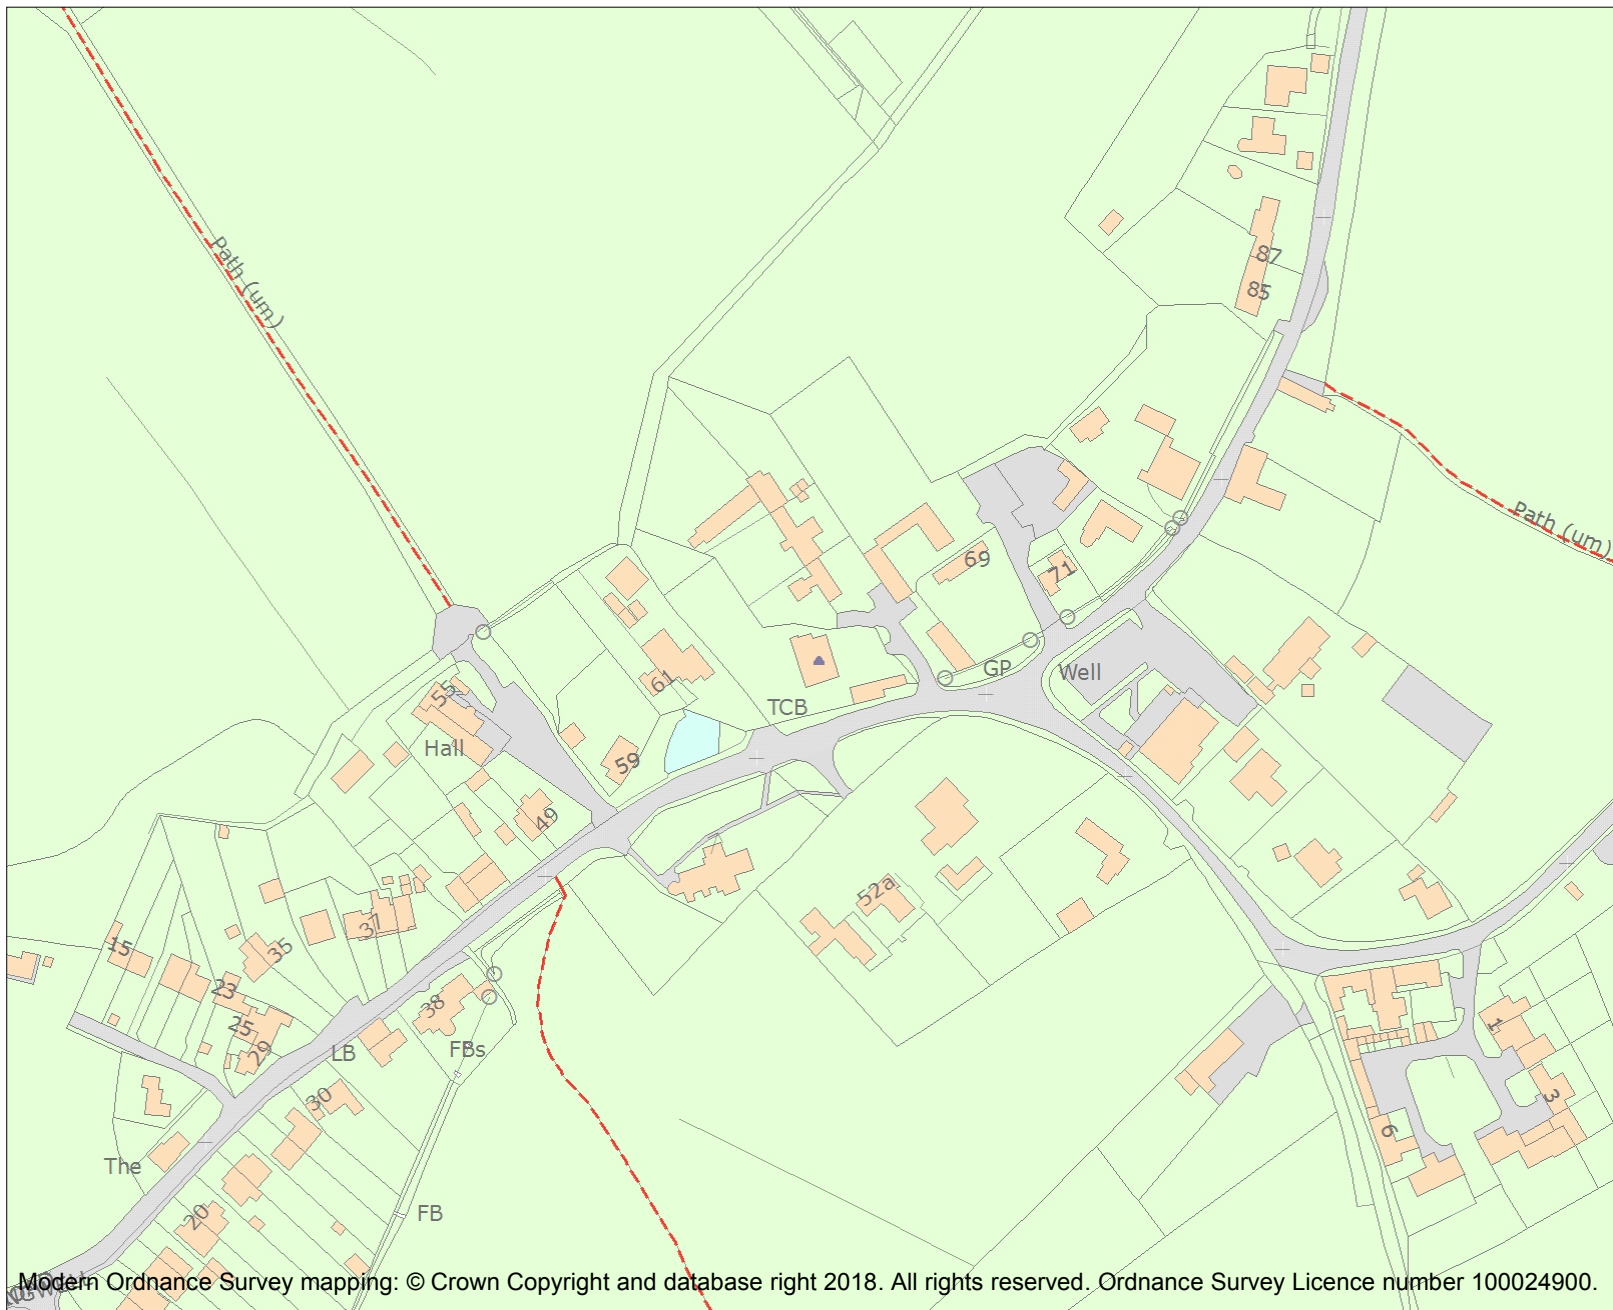 Path (um)
87
85
Path (um)
69
71
GP
Well
61
55
TCB
Hall
59
49
52a
37
15
35
23
38
25
1
LB
FBs
29
30
3
6
The
20
FB
Modern Ordnance Survey mapping: © Crown Copyright and database right 2018. All rights reserved. Ordnance Survey Licence number 100024900.